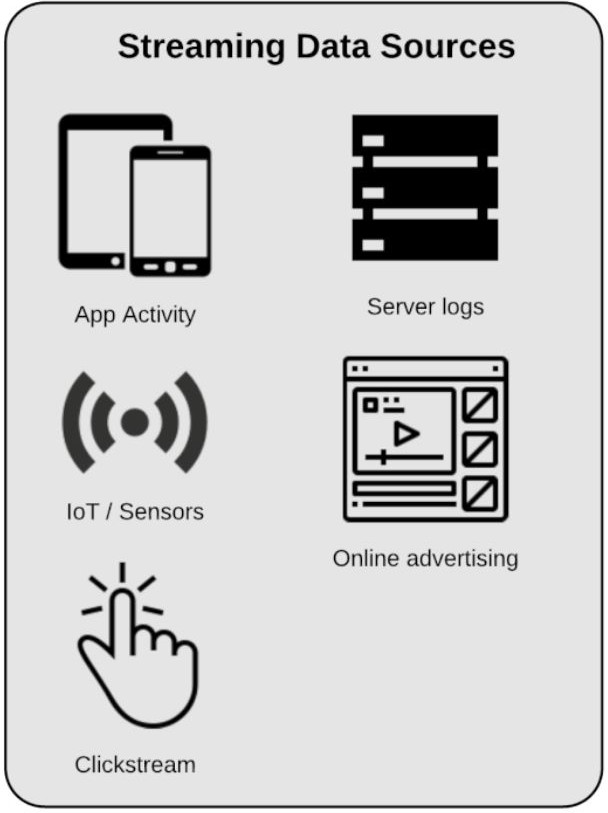 Streaming Data Sources
App Activity
Server logs
IoT / Sensors
Online advertising
Clickstream